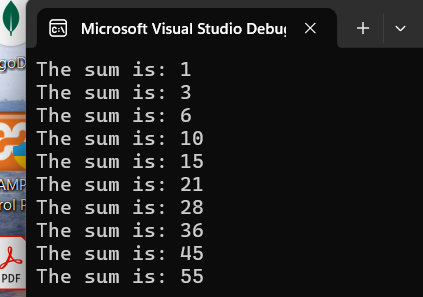 Microsoft Visual Studio Debug
The sum is: 1
The sum is: 3
goD
The sum is: 6
The sum is: 10
The sum is: 15
The sum is: 21
AMP
The sum is: 28
rol P
The sum is: 36
The sum is: 45
PDF
The sum is: 55